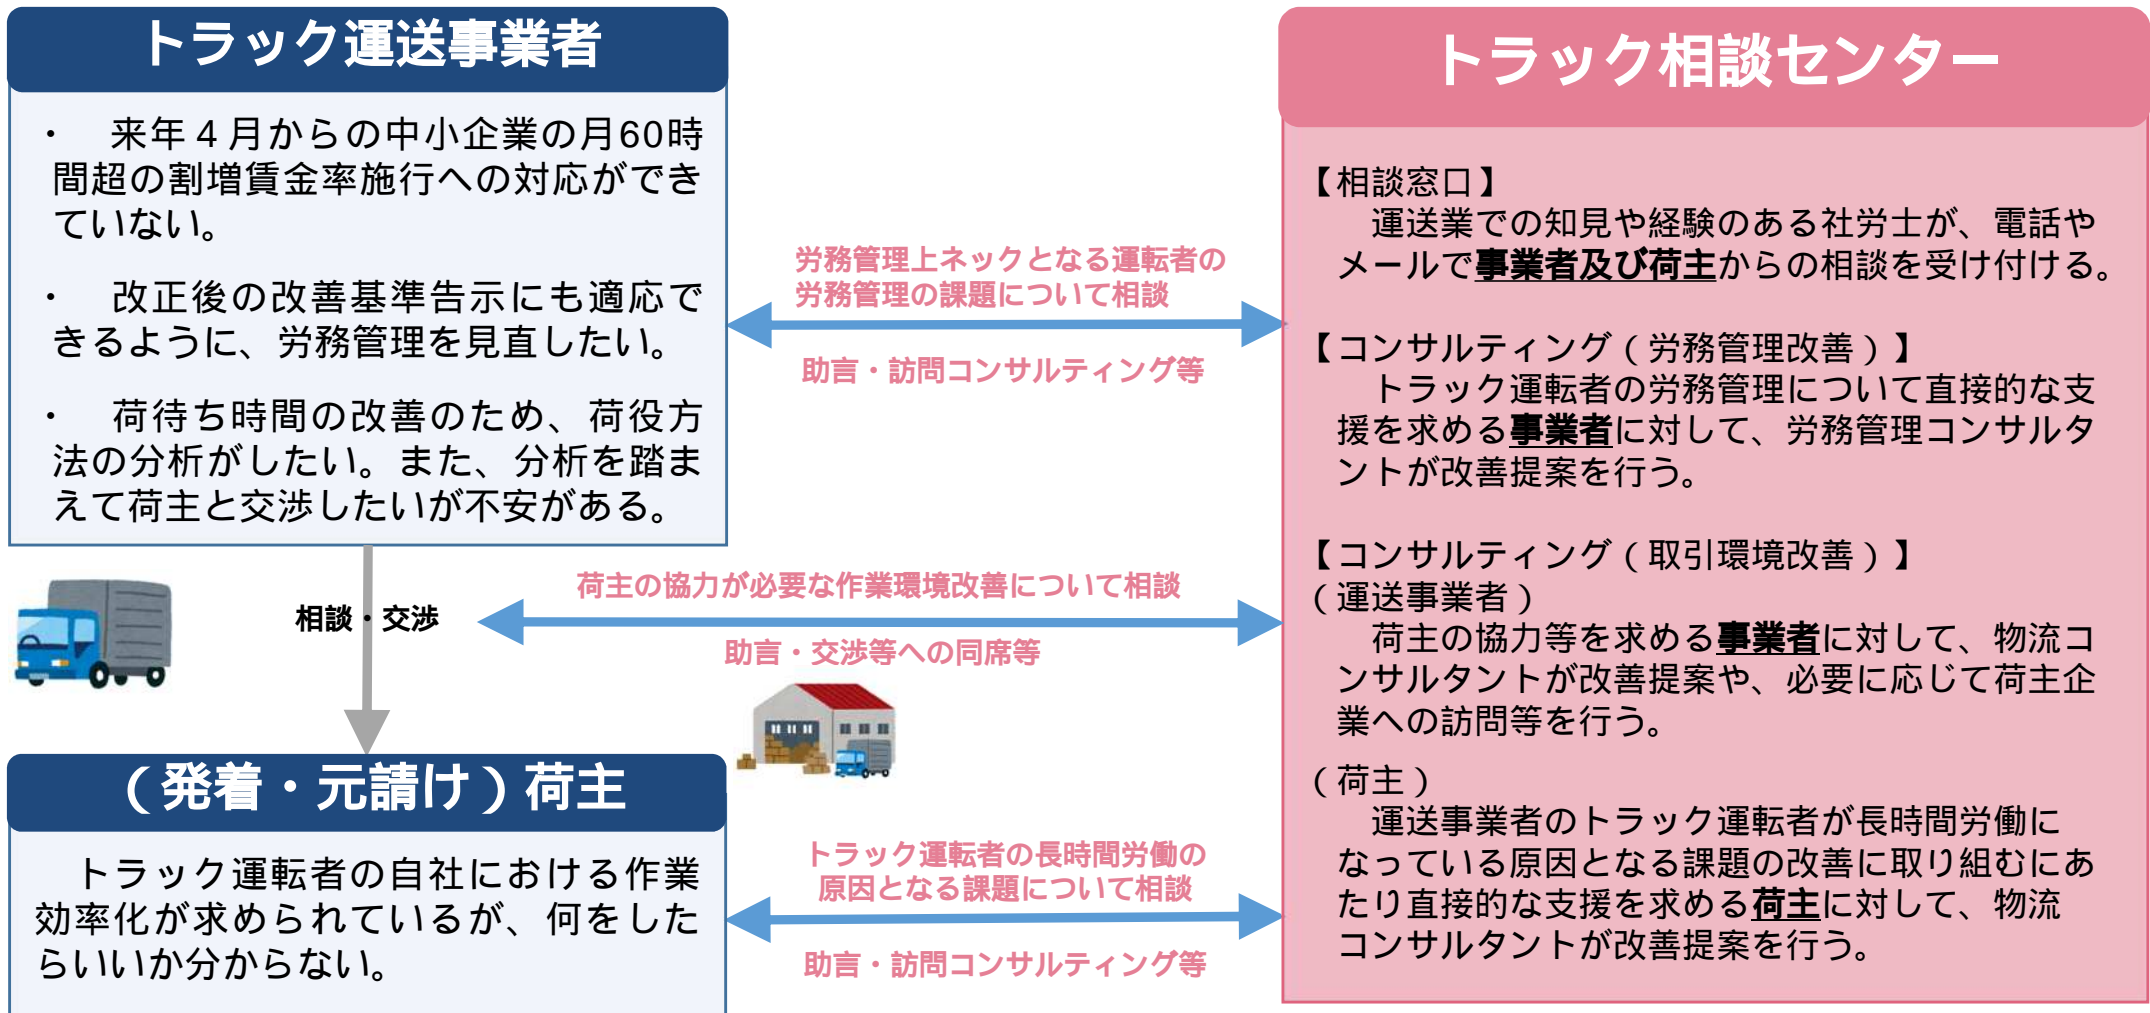 トラック運送事業者
・　来年４月からの中小企業の月60時
間超の割増賃金率施行への対応ができ
ていない。
・　改正後の改善基準告示にも適応で
きるように、労務管理を見直したい。
・　荷待ち時間の改善のため、荷役方
法の分析がしたい。また、分析を踏ま
えて荷主と交渉したいが不安がある。
相談・交渉
（発着・元請け）荷主
トラック運転者の自社における作業
効率化が求められているが、何をした
らいいか分からない。
労務管理上ネックとなる運転者の
労務管理の課題について相談
助言・訪問コンサルティング等
荷主の協力が必要な作業環境改善について相談
助言・交渉等への同席等
トラック運転者の長時間労働の
原因となる課題について相談
助言・訪問コンサルティング等
トラック相談センター
【相談窓口】
運送業での知見や経験のある社労士が、電話や
メールで事業者及び荷主からの相談を受け付ける。
【コンサルティング（労務管理改善）】
トラック運転者の労務管理について直接的な支
援を求める事業者に対して、労務管理コンサルタ
ントが改善提案を行う。
【コンサルティング（取引環境改善）】
（運送事業者）
荷主の協力等を求める事業者に対して、物流コ
ンサルタントが改善提案や、必要に応じて荷主企
業への訪問等を行う。
（荷主）
運送事業者のトラック運転者が長時間労働に
なっている原因となる課題の改善に取り組むにあ
たり直接的な支援を求める荷主に対して、物流
コンサルタントが改善提案を行う。